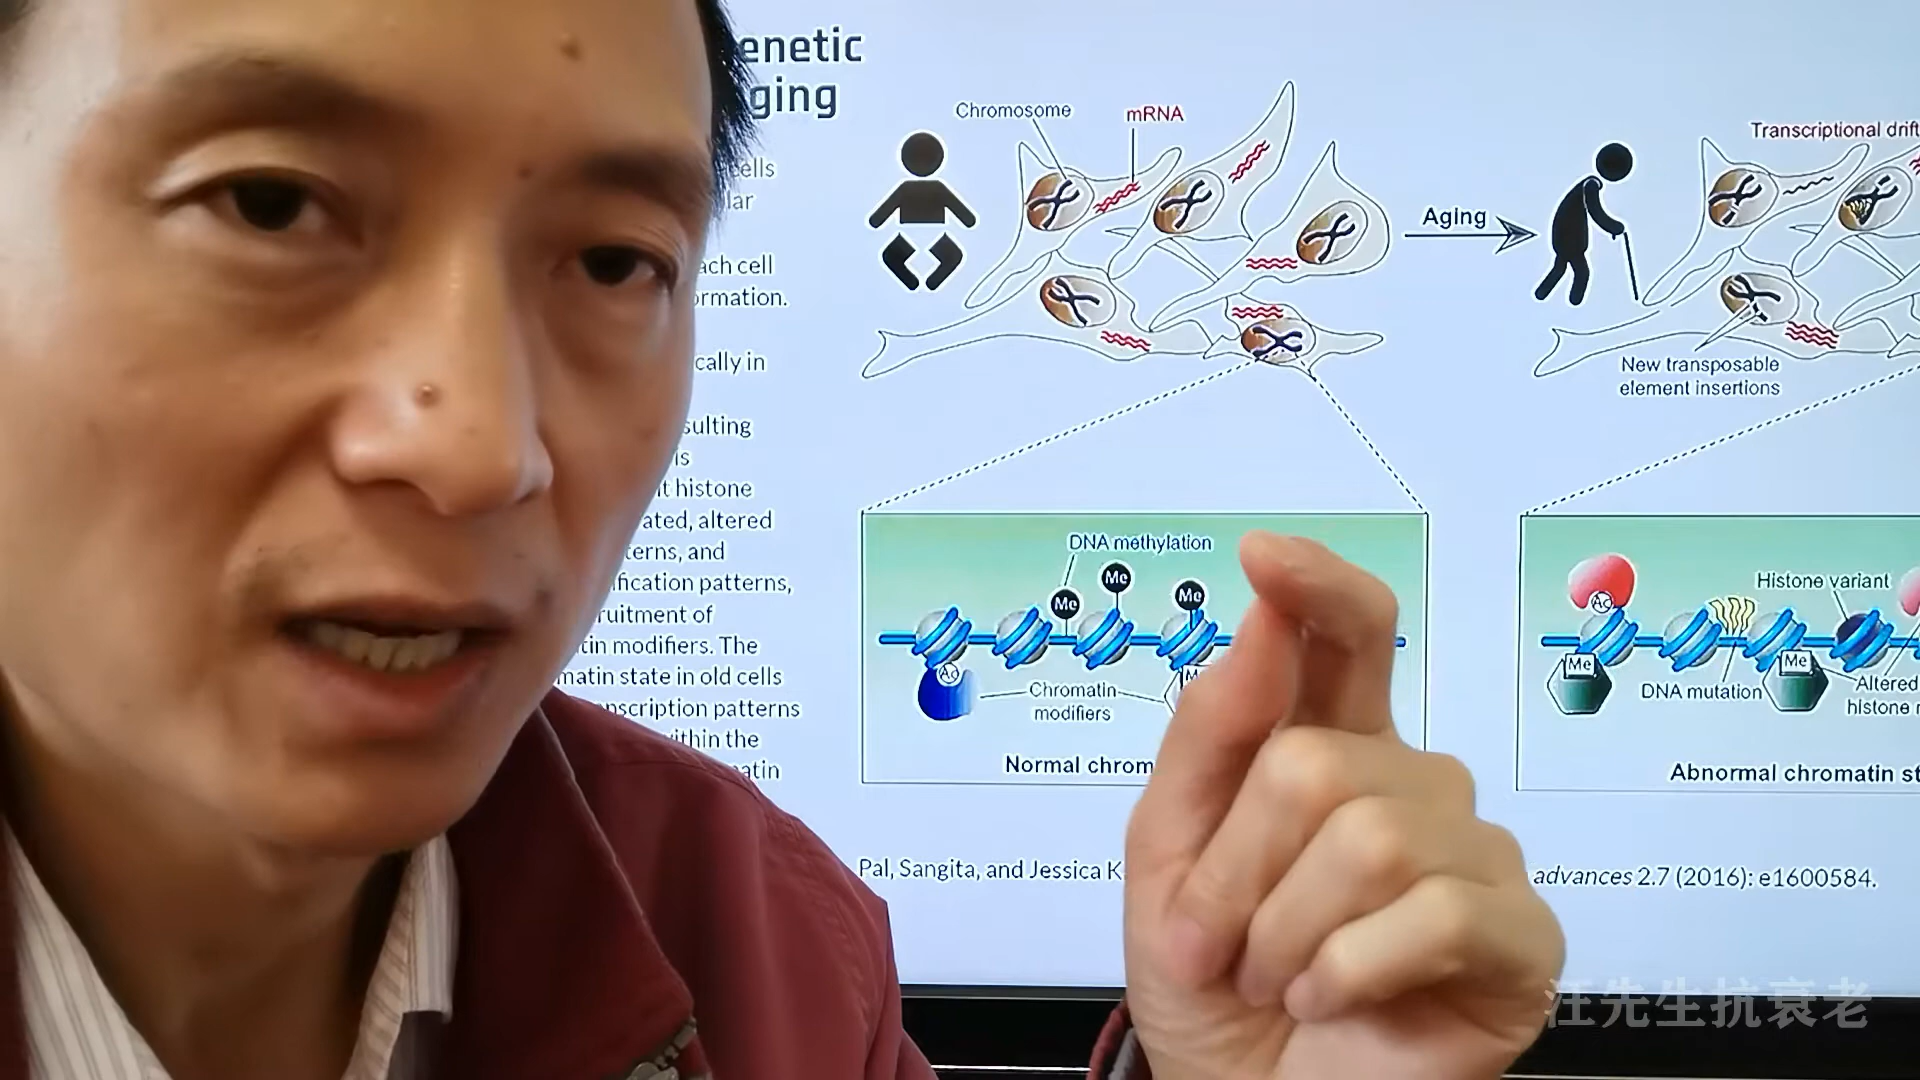 enetic
ging
cells
lar
ach cell
ormation.
cally in
sulting
is
t histone
ated, altered
terns, and
ification patterns,
ruitment of
tin modifiers. The
matin state in old cells
nscription patterns
ithin the
atin
Chromosome
mRNA
Aging
Transcriptional drift
New transposable
element insertions
DNA methylation
Me
Me
Me
Ac
M
Chromatin
modifiers
Normal chrom
Ac
Histone variant
Me
DNA mutation
Me
Altered
histone
Abnormal chromatin st
Pal, Sangita, and Jessica K.
advances 2.7 (2016): e1600584.
汪先生抗衰老